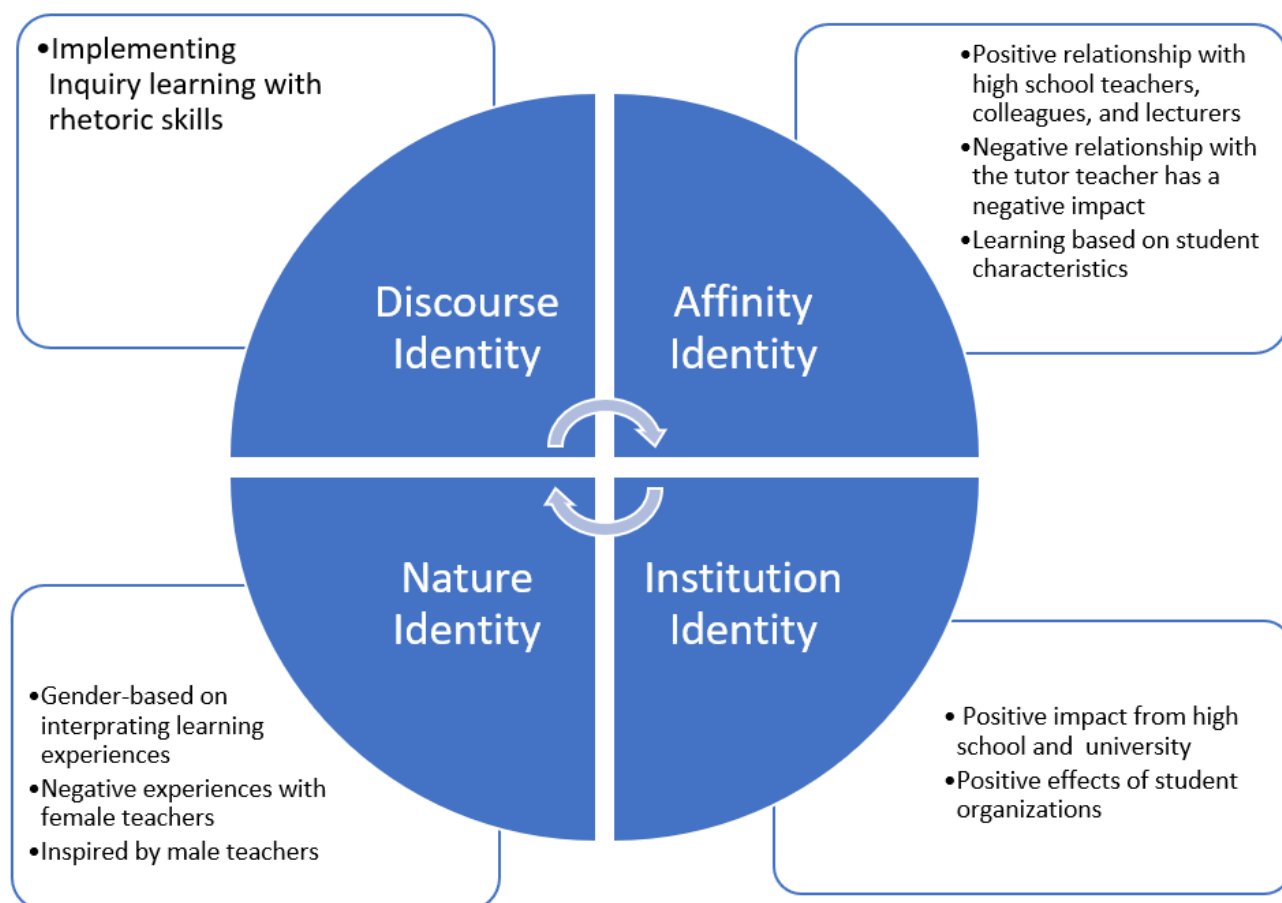 •Implementing
Inquiry learning with
rhetoric skills
•Positive relationship with
high school teachers,
colleagues, and lecturers
•Negative relationship with
the tutor teacher has a
negative impact
•Learning based on student
characteristics
Discourse
Identity
Affinity
Identity
Nature
Identity
Institution
Identity
•Gender-based on
interprating learning
experiences
•Negative experiences with
female teachers
•Inspired by male teachers
• Positive impact from high
school and university
•Positive effects of student
organizations